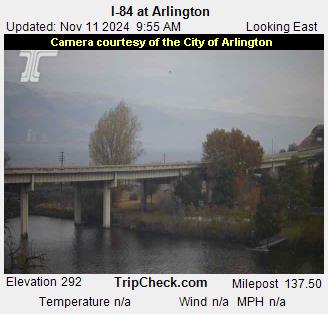 I-84 at Arlington
Updated: Nov 11 2024 9:55 AM Looking East
Camera courtesy of the City of Arlington
Elevation 292 TripCheck.com Milepost 137.50
Temperature n/a Wind n/a MPH n/a